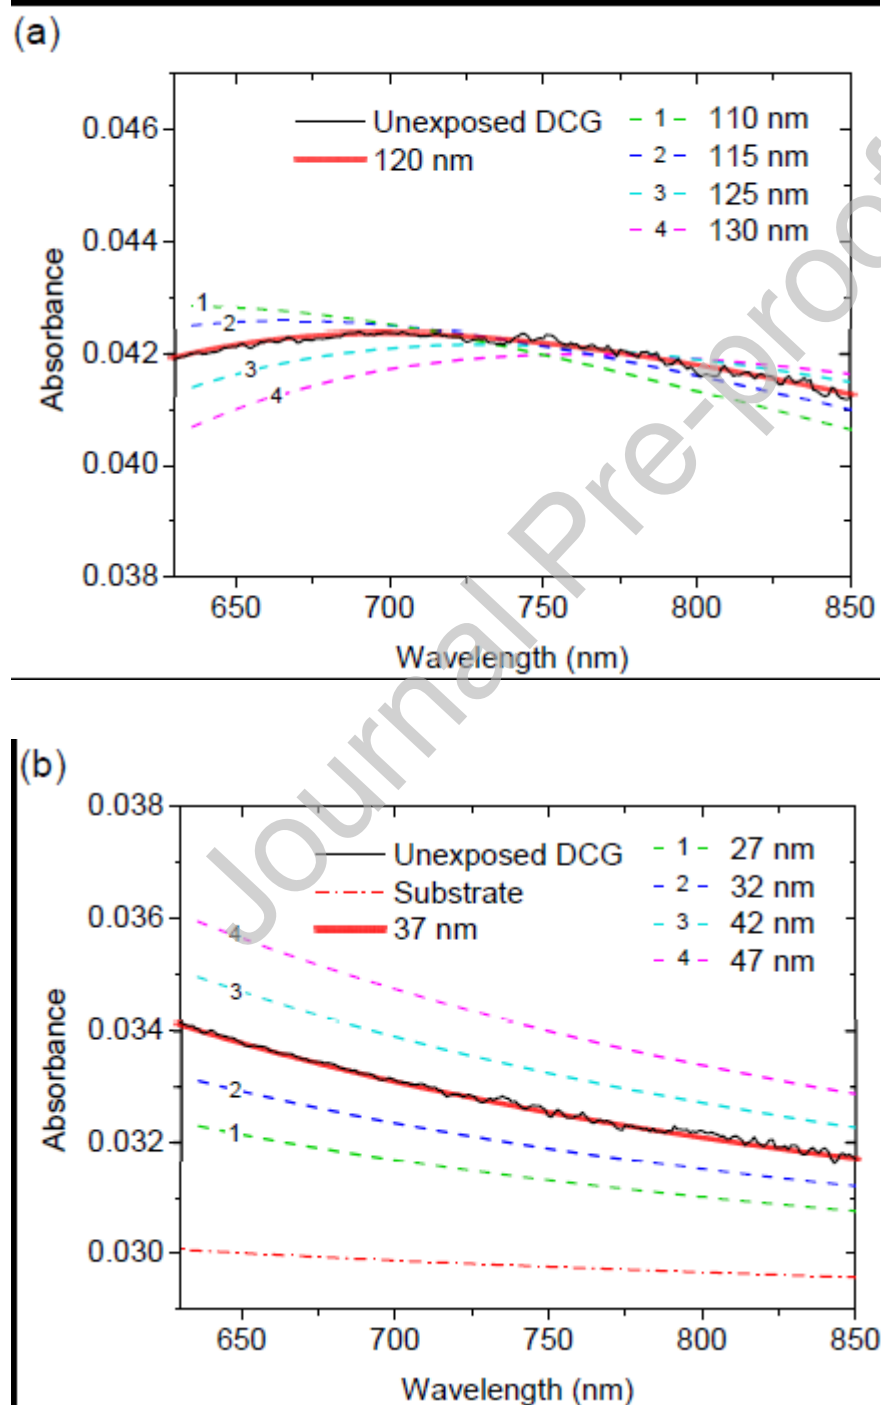 (a)
0.046
0.044
0.042
0.040
0.038
Absorbance
Unexposed DCG
120 nm
1 110 nm
2 115 nm
3 125 nm
4 130 nm
1
2
3
4
650 700 750 800 850
Wavelength (nm)
Journal Pre-proof
(b)
0.038
0.036
0.034
0.032
0.030
Absorbance
Unexposed DCG
Substrate
37 nm
1 27 nm
2 32 nm
3 42 nm
4 47 nm
4
3
2
1
650 700 750 800 850
Wavelength (nm)